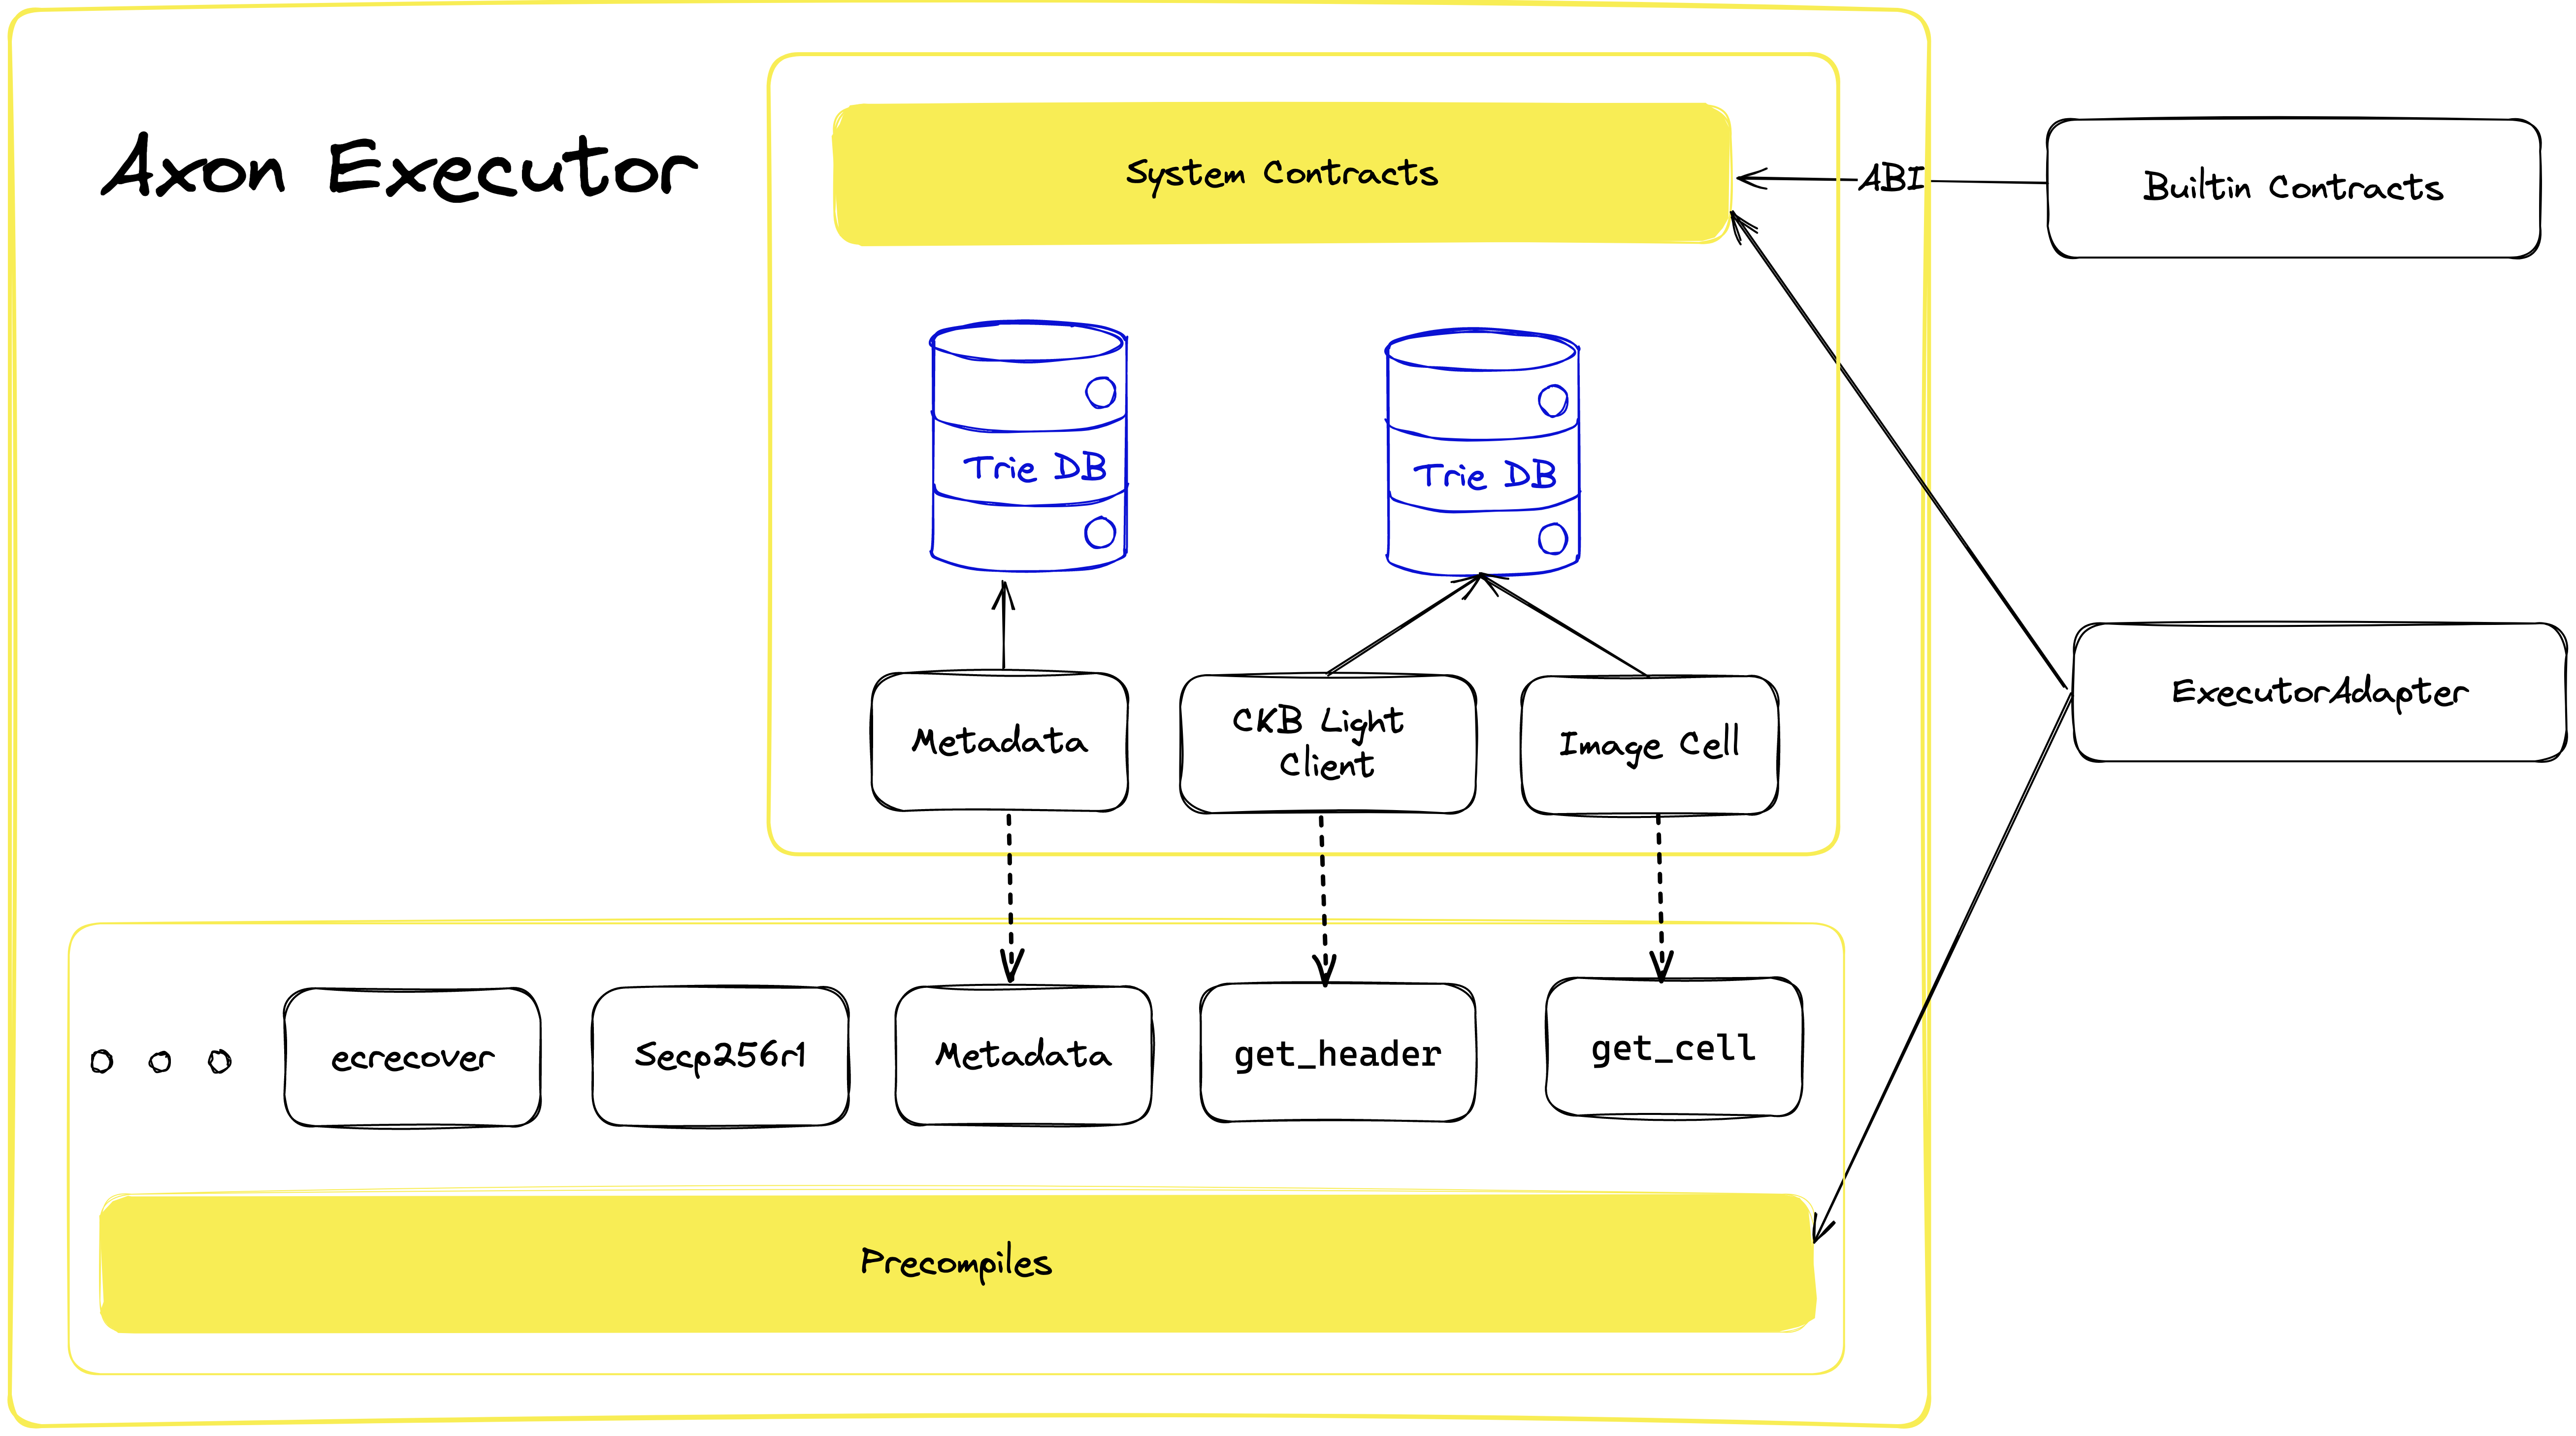 Axon Executor
System Contracts
ABI
Builtin Contracts
Trie DB
Trie DB
Metadata
CKB Light
Client
Image Cell
ExecutorAdapter
ecrecover
Secp256r1
Metadata
get_header
get_cell
Precompiles